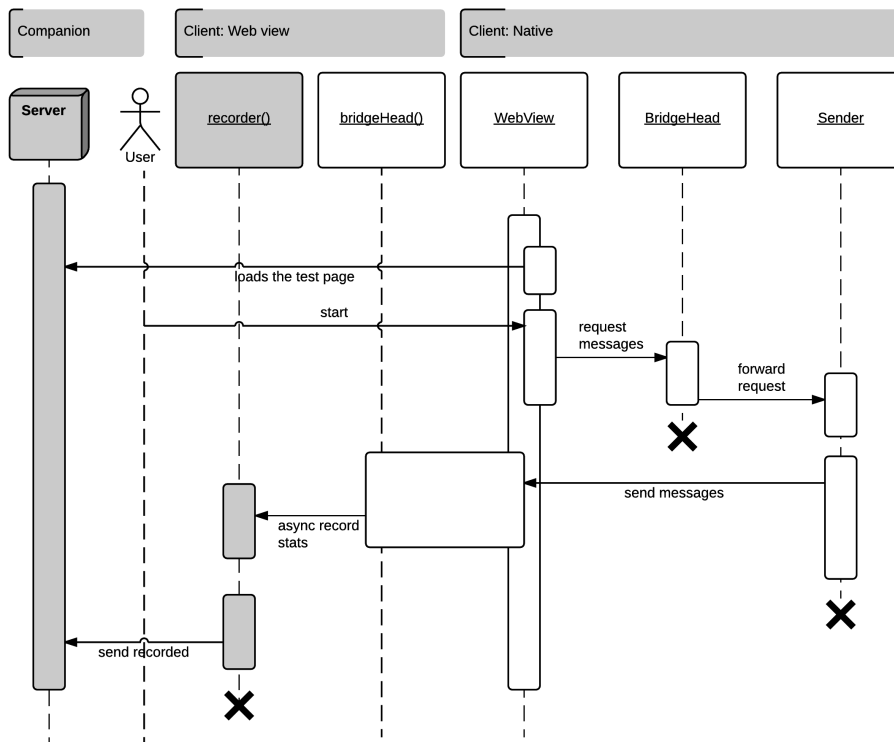 Companion
Client: Web view
Client: Native
Server
User
recorder()
bridgeHead()
WebView
BridgeHead
Sender
loads the test page
start
request
messages
forward
request
send messages
async record
stats
send recorded